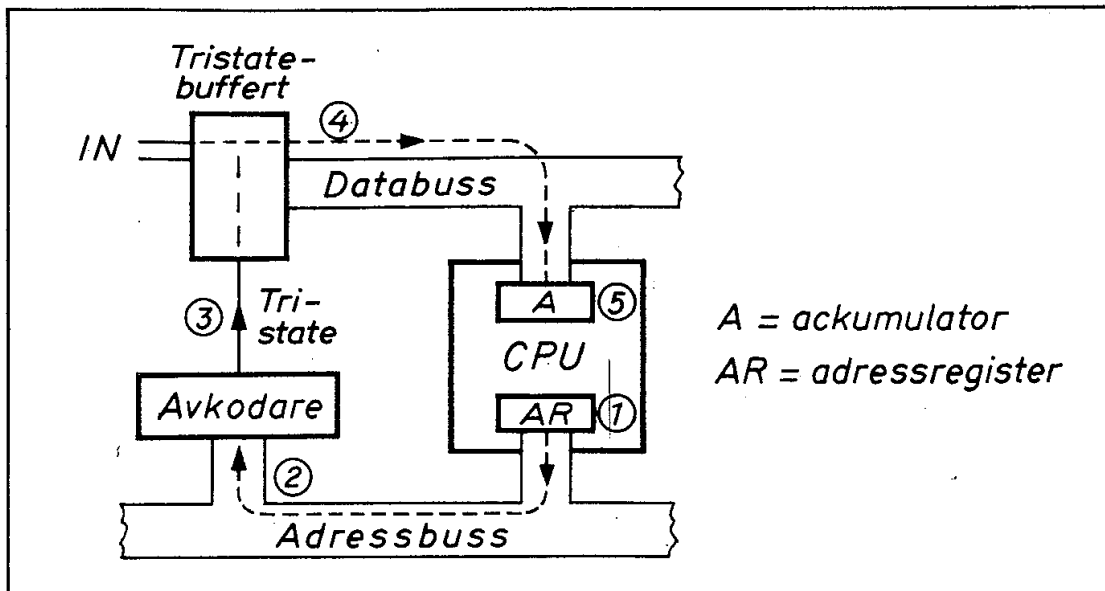 Tristate-
buffert
④
IN
Databuss
③
Tri-
state
A
⑤
CPU
A = ackumulator
AR = adressregister
Avkodare
AR
①
②
Adressbuss